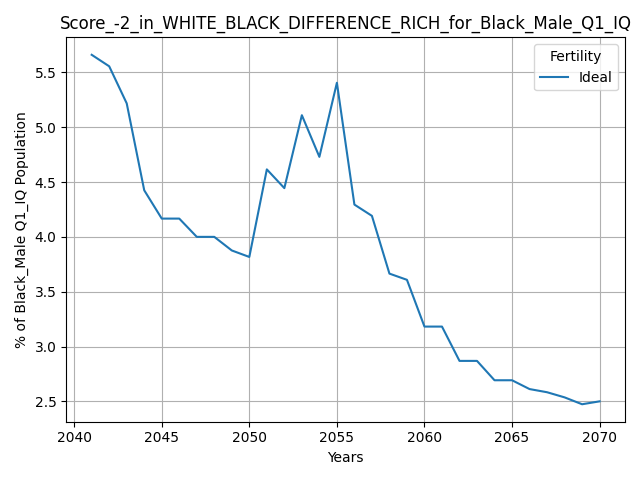 Score_-2_in_WHITE_BLACK_DIFFERENCE_RICH_for_Black_Male_Q1_IQ
Fertility
Ideal
% of Black_Male Q1_IQ Population
5.5
5.0
4.5
4.0
3.5
3.0
2.5
2040 2045 2050 2055 2060 2065 2070
Years